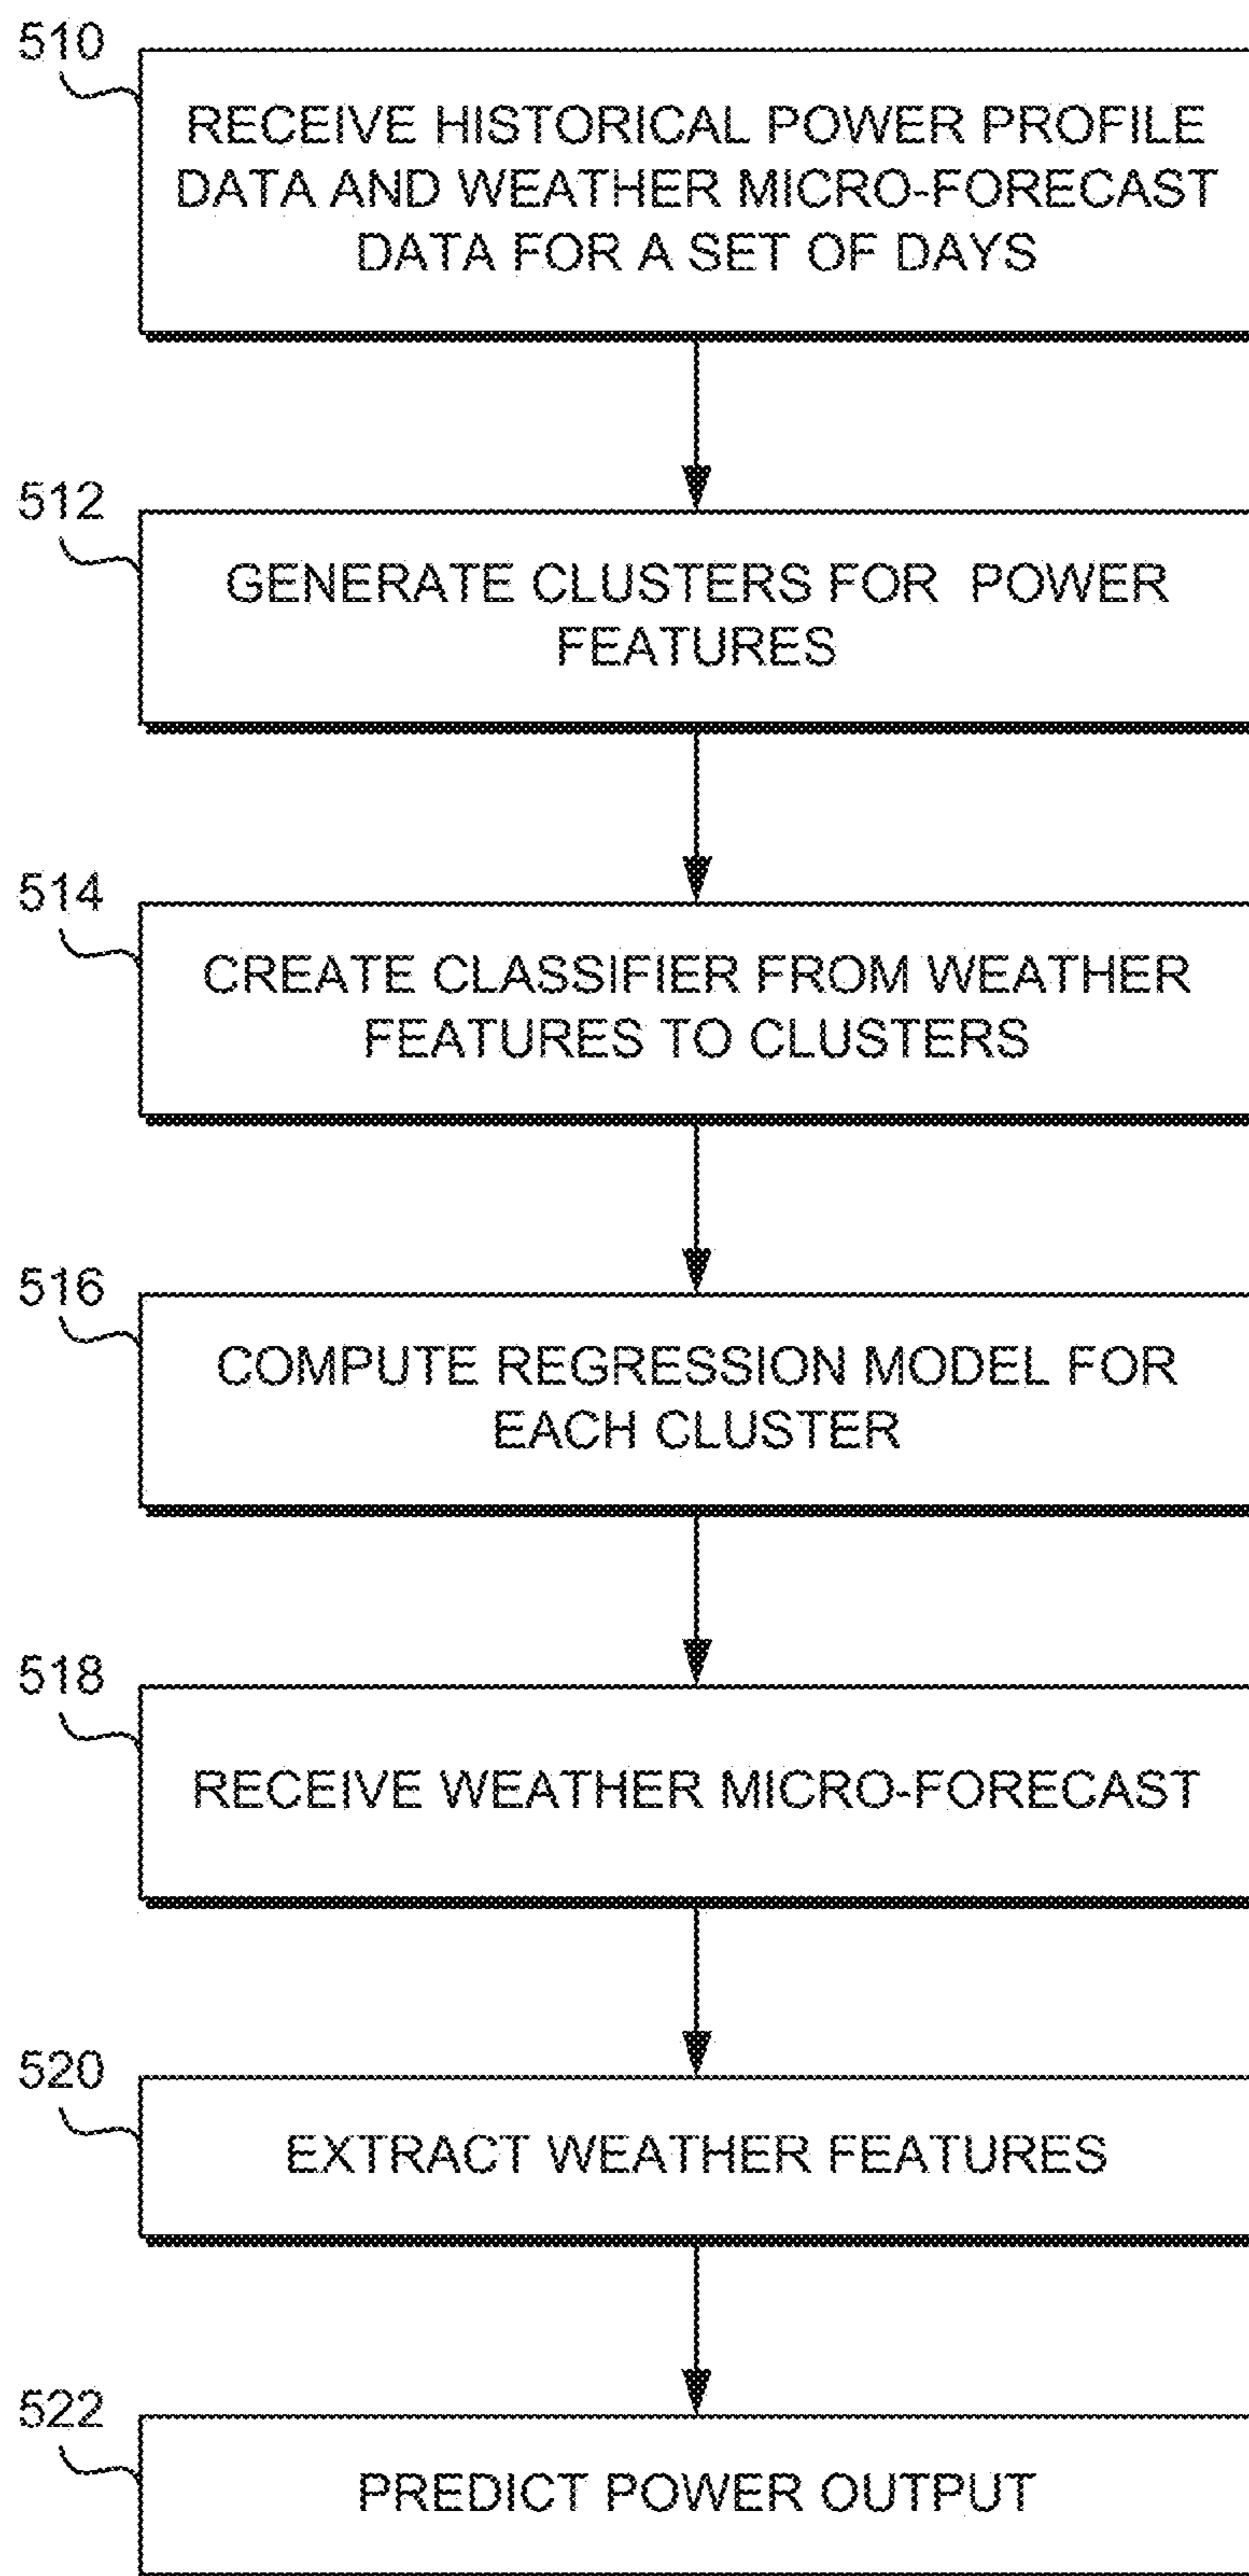 510
RECEIVE HISTORICAL POWER PROFILE
DATA AND WEATHER MICRO-FORECAST
DATA FOR A SET OF DAYS
512
GENERATE CLUSTERS FOR POWER
FEATURES
514
CREATE CLASSIFIER FROM WEATHER
FEATURES TO CLUSTERS
516
COMPUTE REGRESSION MODEL FOR
EACH CLUSTER
518
RECEIVE WEATHER MICRO-FORECAST
520
EXTRACT WEATHER FEATURES
522
PREDICT POWER OUTPUT